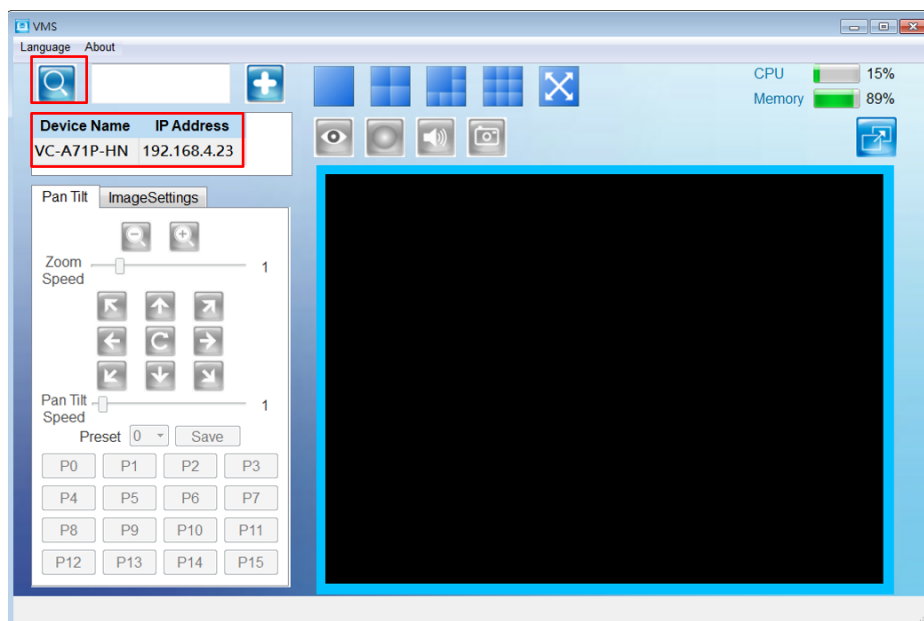 VMS
Language About
CPU 15%
Memory 89%
Device Name IP Address
VC-A71P-HN 192.168.4.23
Pan Tilt ImageSettings
Zoom Speed 1
Pan Tilt Speed 1
Preset 0 Save
P0 P1 P2 P3
P4 P5 P6 P7
P8 P9 P10 P11
P12 P13 P14 P15